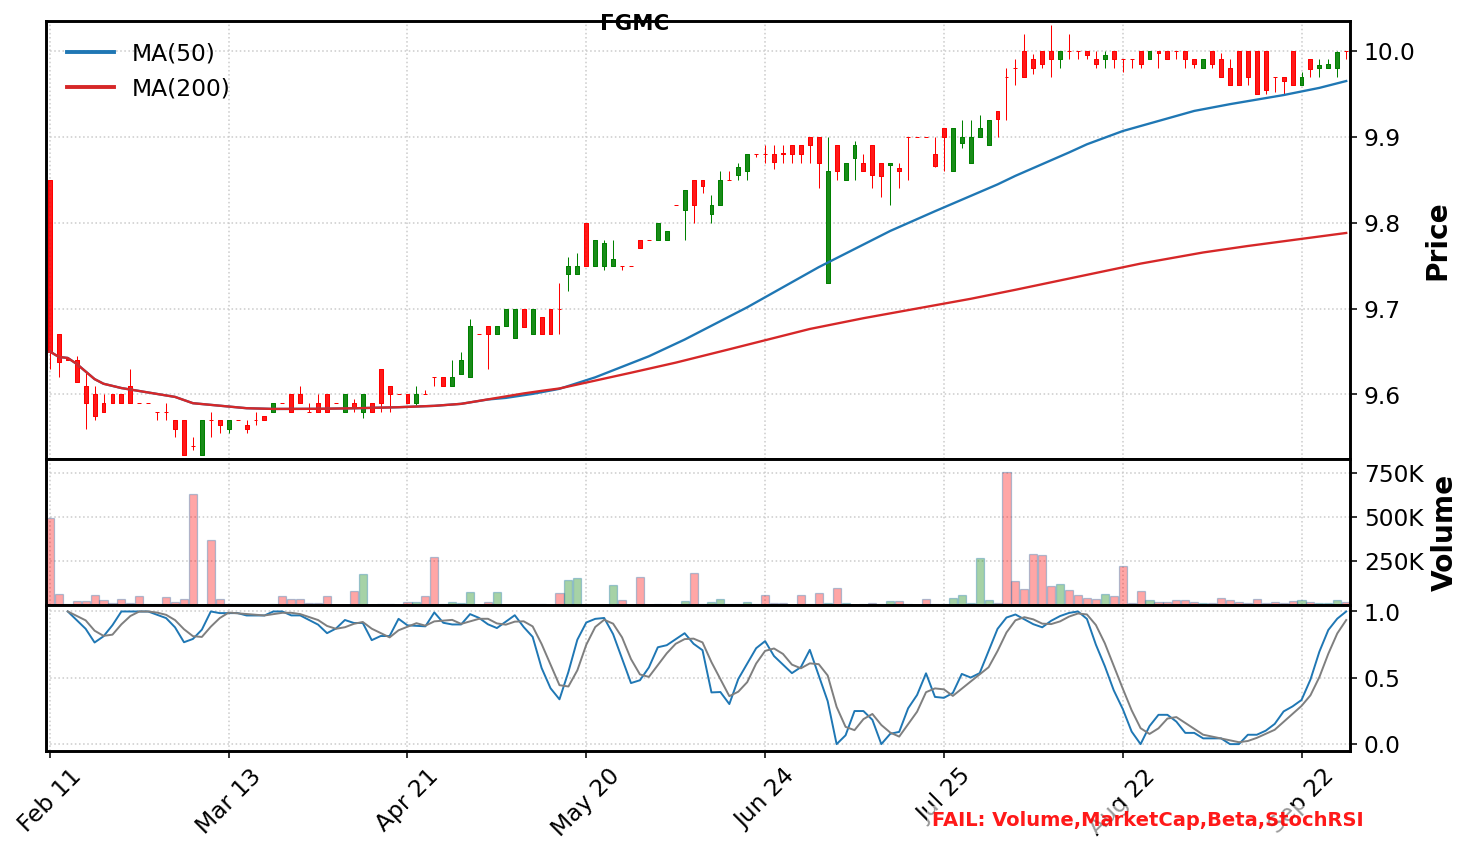 FGMC
MA(50)
MA(200)
10.0
9.9
9.8
9.7
9.6
Price
750K
500K
250K
Volume
1.0
0.5
0.0
Feb 11
Mar 13
Apr 21
May 20
Jun 24
Jul 25
Aug 22
Sep 22
FAIL: Volume,MarketCap,Beta,StochRSI